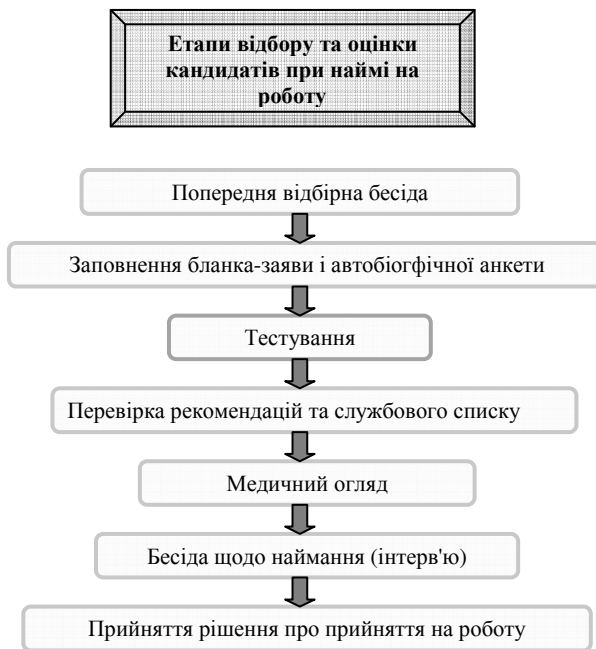 Етапи відбору та оцінки
кандидатів при наймі на
роботу
Попередня відбірна бесіда
Заповнення бланка-заяви і автобіогфічної анкети
Тестування
Перевірка рекомендацій та службового списку
Медичний огляд
Бесіда щодо наймання (інтерв'ю)
Прийняття рішення про прийняття на роботу